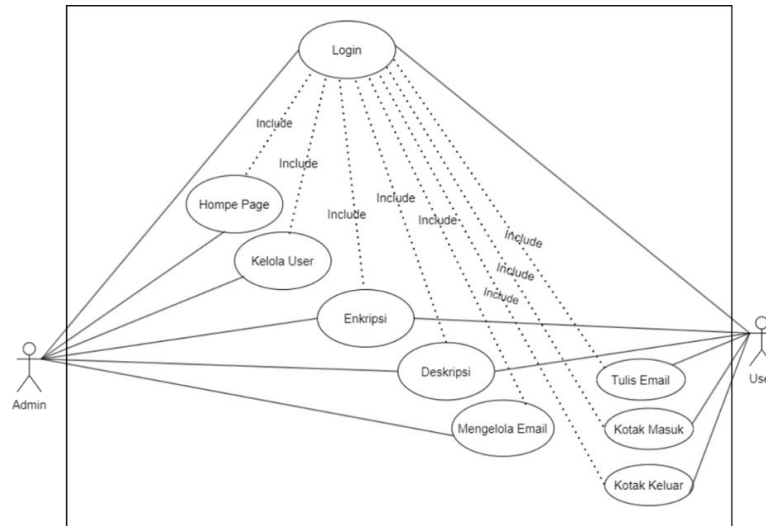 Login
Include
Include
Hompe Page
Include
Include
Include
Include
Kelola User
Include
Include
Enkripsi
Admin
Deskripsi
Tulis Email
Use
Mengelola Email
Kotak Masuk
Kotak Keluar